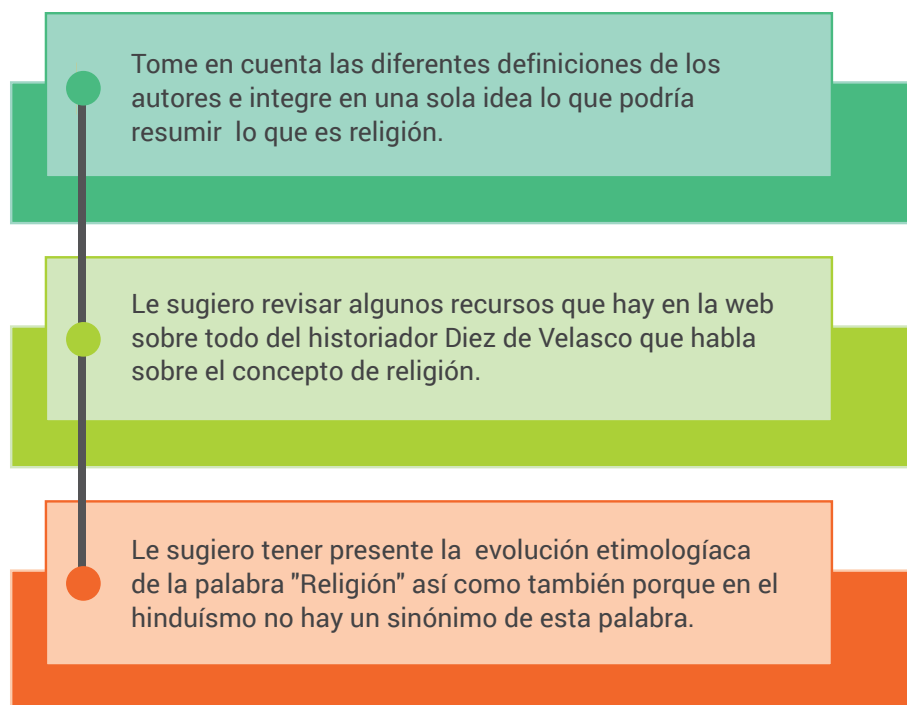 Tome en cuenta las diferentes definiciones de los
autores e integre en una sola idea lo que podría
resumir  lo que es religión.
Le sugiero revisar algunos recursos que hay en la web
sobre todo del historiador Diez de Velasco que habla
sobre el concepto de religión.
Le sugiero tener presente la  evolución etimologíaca
de la palabra "Religión" así como también porque en el
hinduísmo no hay un sinónimo de esta palabra.